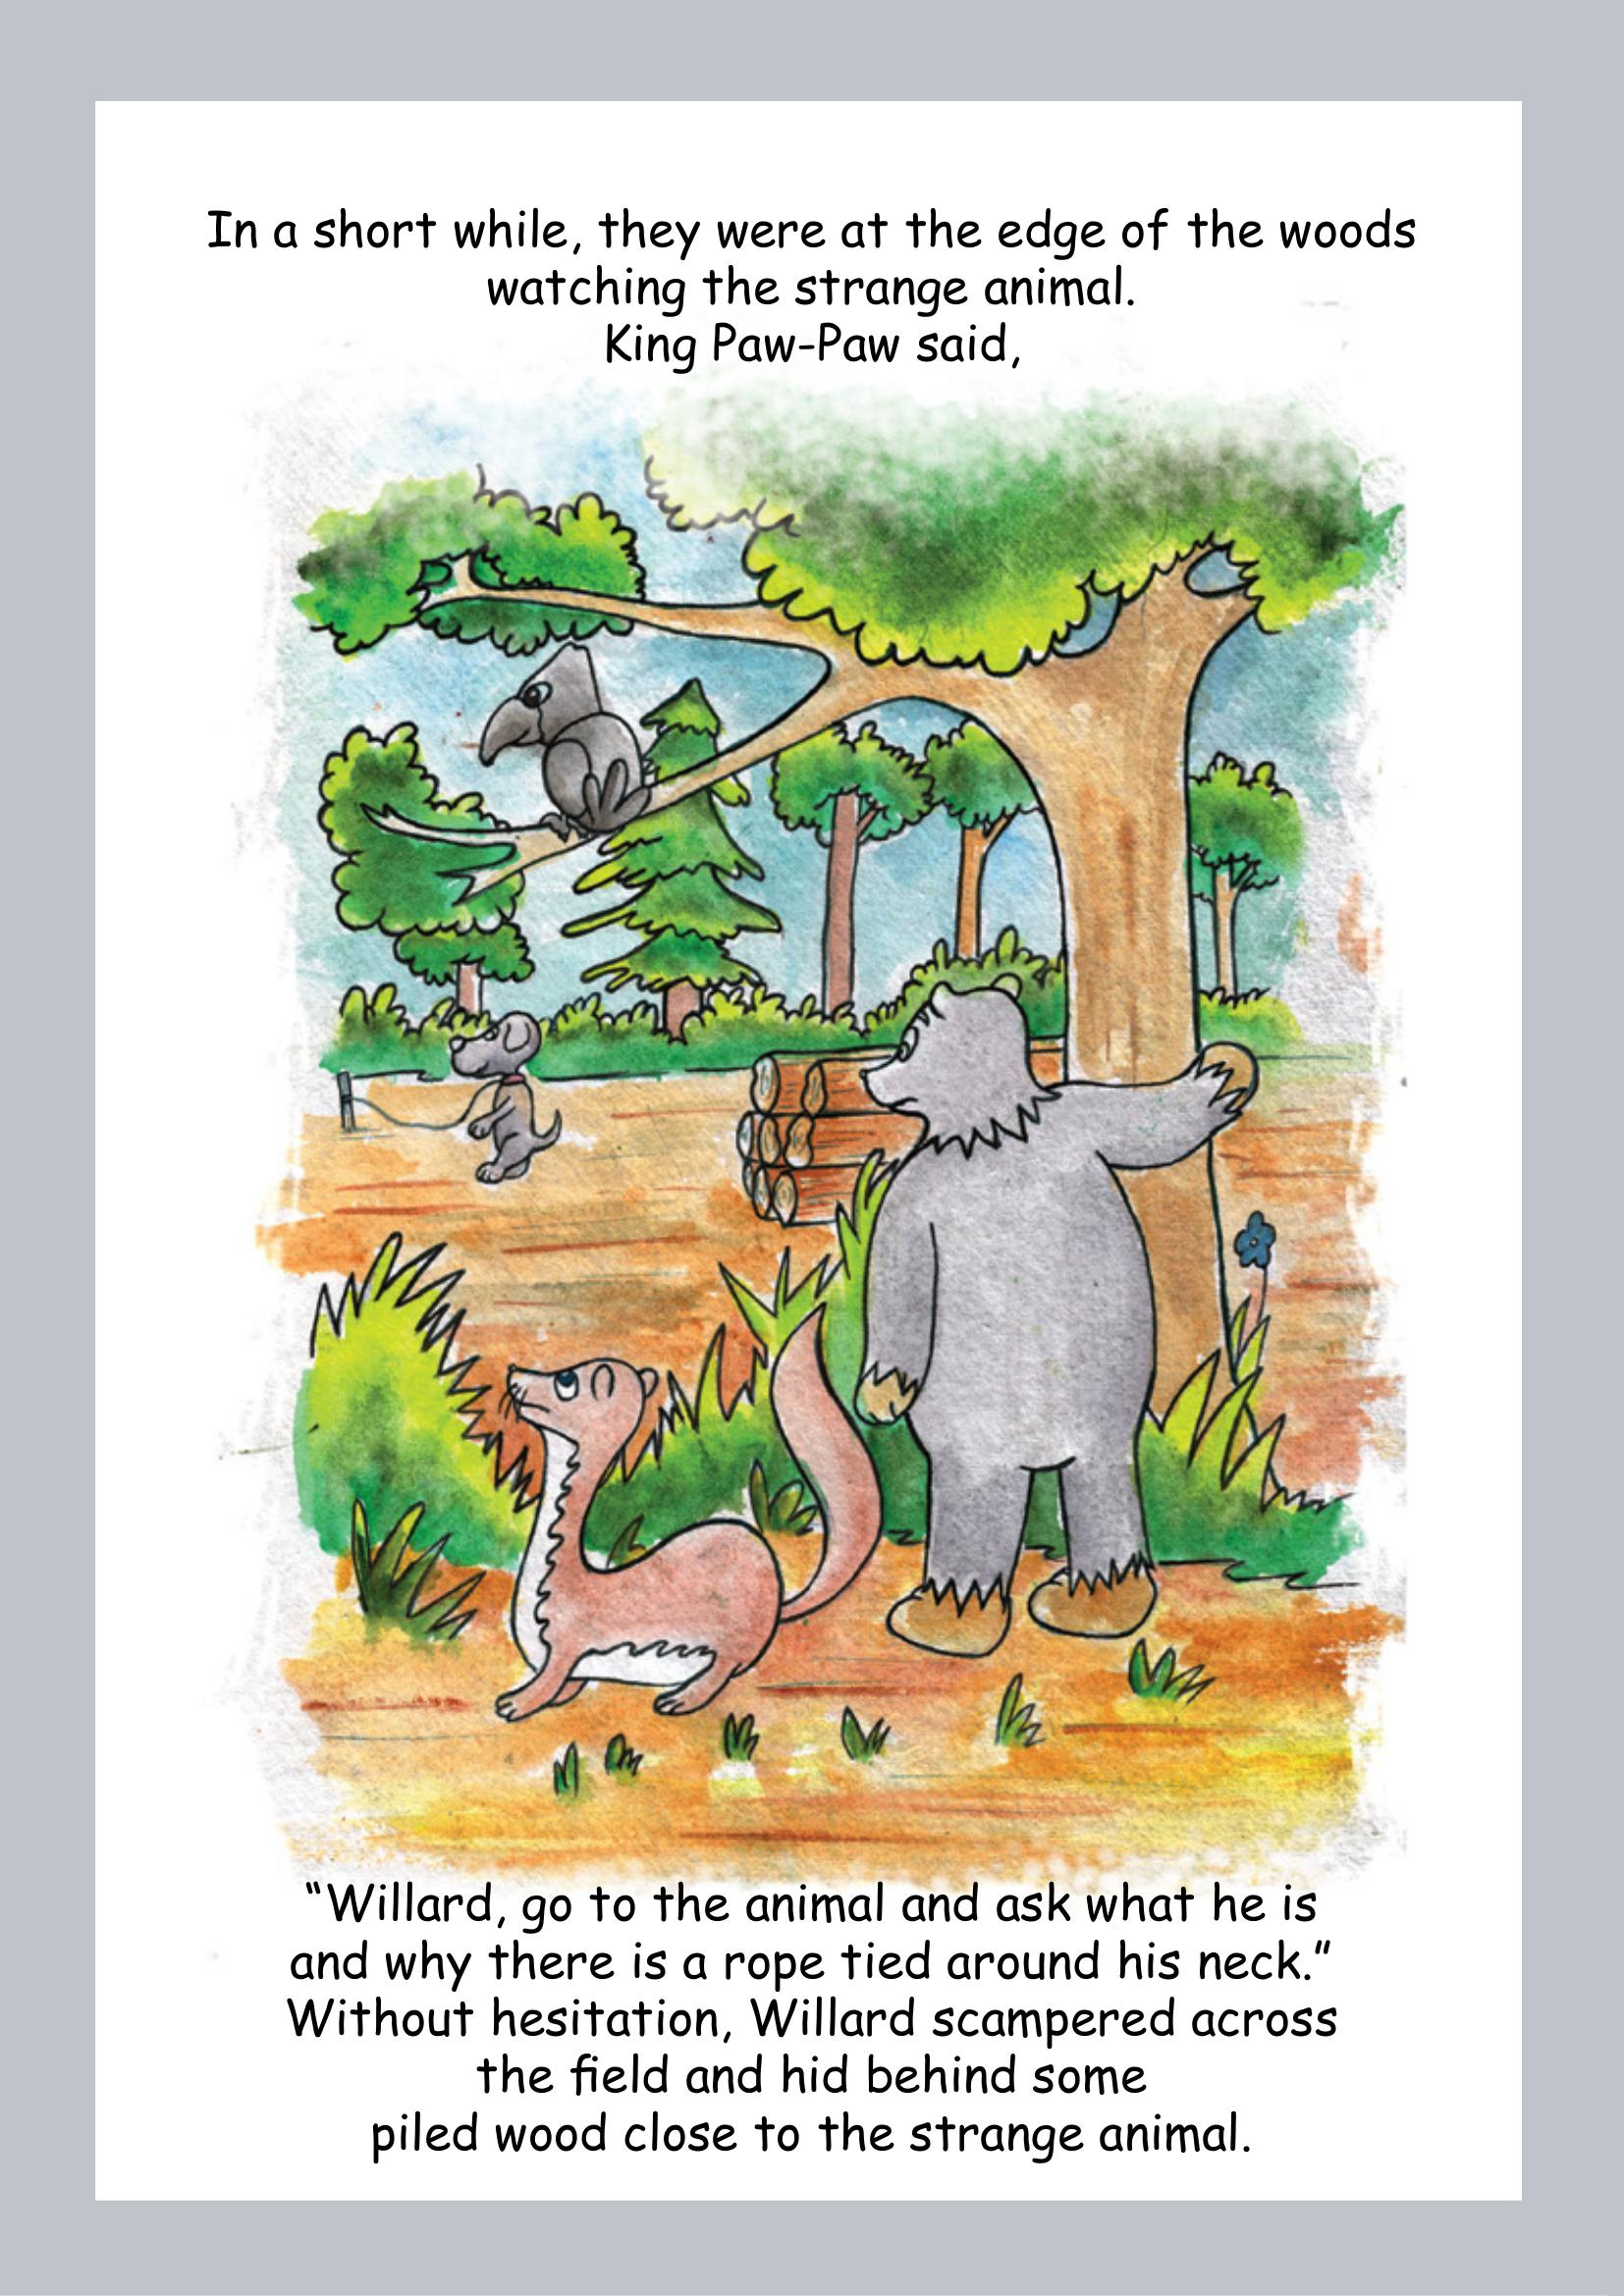 In a short while, they were at the edge of the woods
watching the strange animal.
King Paw-Paw said,
“Willard, go to the animal and ask what he is
and why there is a rope tied around his neck.”
Without hesitation, Willard scampered across
the field and hid behind some
piled wood close to the strange animal.